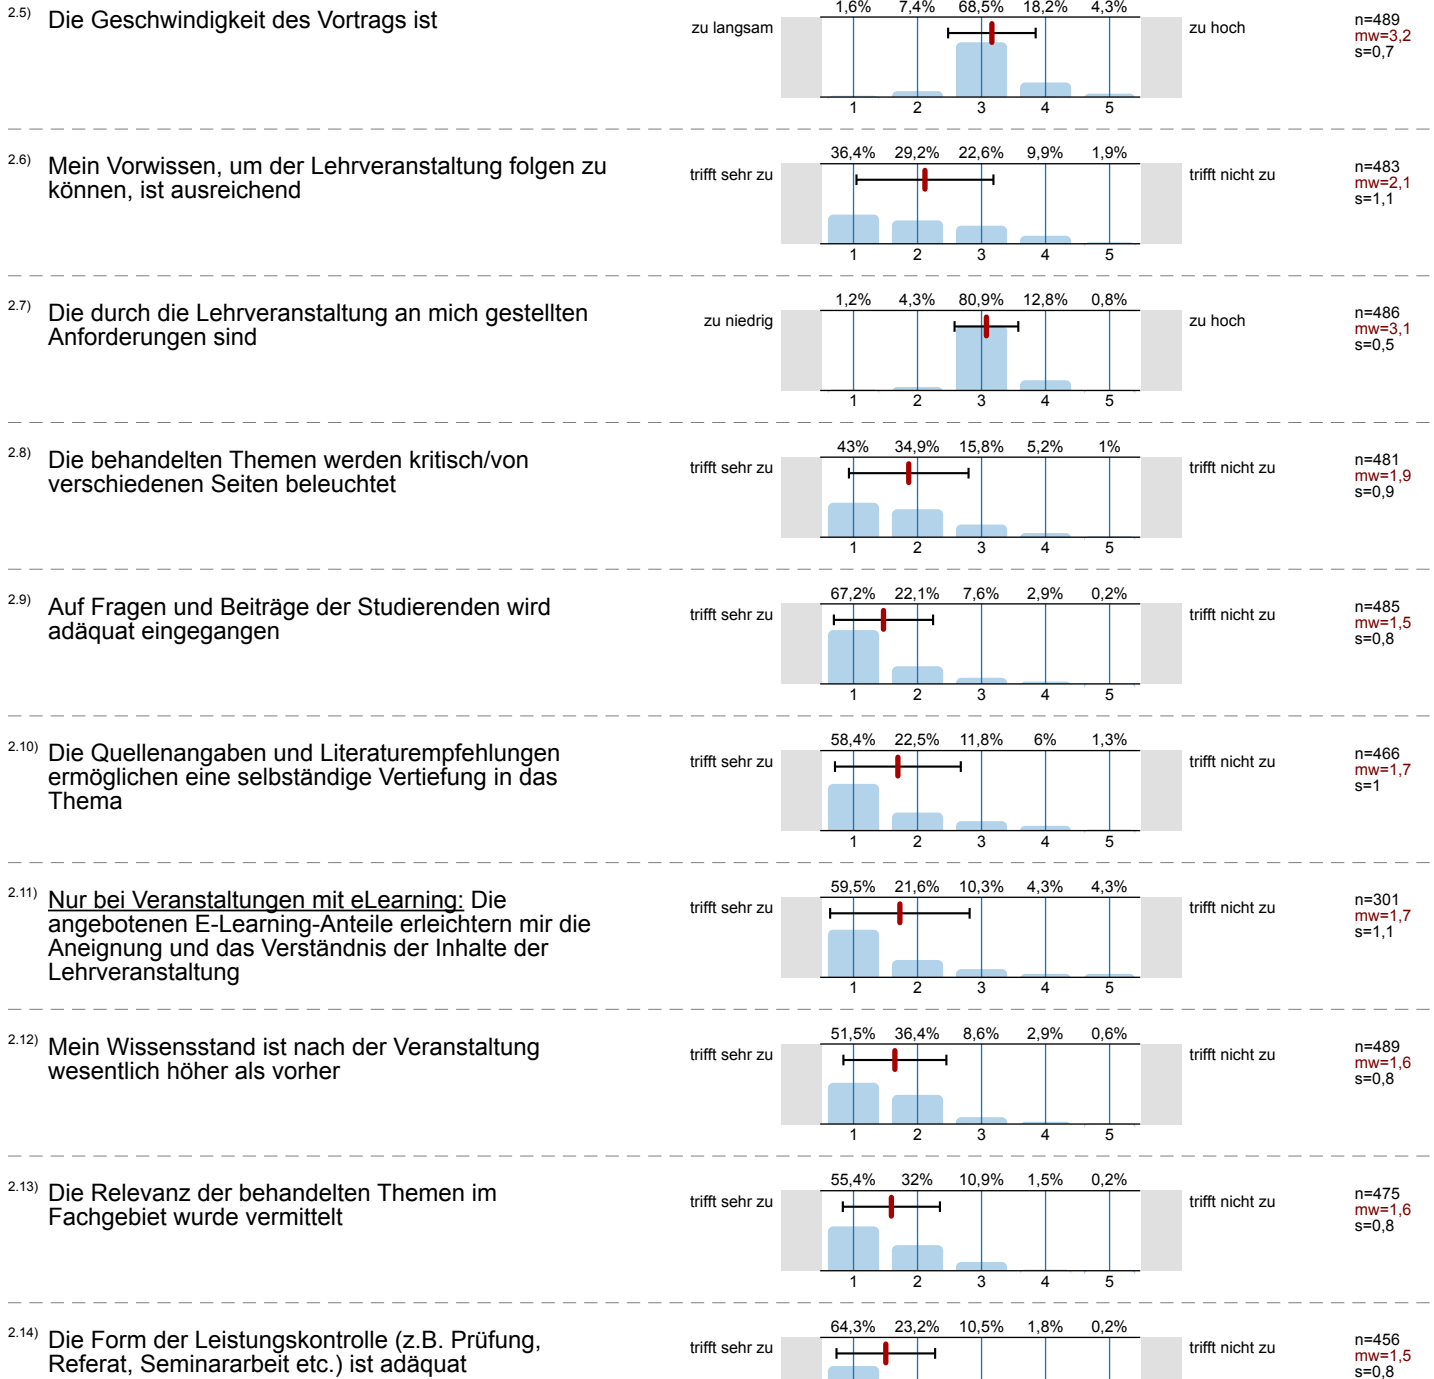 1,6% 7,4% 68,5% 18,2% 4,3%
2.5) Die Geschwindigkeit des Vortrags ist
zu langsam
zu hoch
n=489
mw=3,2
s=0,7
1 2 3 4 5
36,4% 29,2% 22,6% 9,9% 1,9%
2.6) Mein Vorwissen, um der Lehrveranstaltung folgen zu
können, ist ausreichend
trifft sehr zu
trifft nicht zu
n=483
mw=2,1
s=1,1
1 2 3 4 5
1,2% 4,3% 80,9% 12,8% 0,8%
2.7) Die durch die Lehrveranstaltung an mich gestellten
Anforderungen sind
zu niedrig
zu hoch
n=486
mw=3,1
s=0,5
1 2 3 4 5
43% 34,9% 15,8% 5,2% 1%
2.8) Die behandelten Themen werden kritisch/von
verschiedenen Seiten beleuchtet
trifft sehr zu
trifft nicht zu
n=481
mw=1,9
s=0,9
1 2 3 4 5
67,2% 22,1% 7,6% 2,9% 0,2%
2.9) Auf Fragen und Beiträge der Studierenden wird
adäquat eingegangen
trifft sehr zu
trifft nicht zu
n=485
mw=1,5
s=0,8
1 2 3 4 5
58,4% 22,5% 11,8% 6% 1,3%
2.10) Die Quellenangaben und Literaturempfehlungen
ermöglichen eine selbständige Vertiefung in das
Thema
trifft sehr zu
trifft nicht zu
n=466
mw=1,7
s=1
1 2 3 4 5
59,5% 21,6% 10,3% 4,3% 4,3%
2.11) Nur bei Veranstaltungen mit eLearning: Die
angebotenen E-Learning-Anteile erleichtern mir die
Aneignung und das Verständnis der Inhalte der
Lehrveranstaltung
trifft sehr zu
trifft nicht zu
n=301
mw=1,7
s=1,1
1 2 3 4 5
51,5% 36,4% 8,6% 2,9% 0,6%
2.12) Mein Wissensstand ist nach der Veranstaltung
wesentlich höher als vorher
trifft sehr zu
trifft nicht zu
n=489
mw=1,6
s=0,8
1 2 3 4 5
55,4% 32% 10,9% 1,5% 0,2%
2.13) Die Relevanz der behandelten Themen im
Fachgebiet wurde vermittelt
trifft sehr zu
trifft nicht zu
n=475
mw=1,6
s=0,8
1 2 3 4 5
64,3% 23,2% 10,5% 1,8% 0,2%
2.14) Die Form der Leistungskontrolle (z.B. Prüfung,
Referat, Seminararbeit etc.) ist adäquat
trifft sehr zu
trifft nicht zu
n=456
mw=1,5
s=0,8